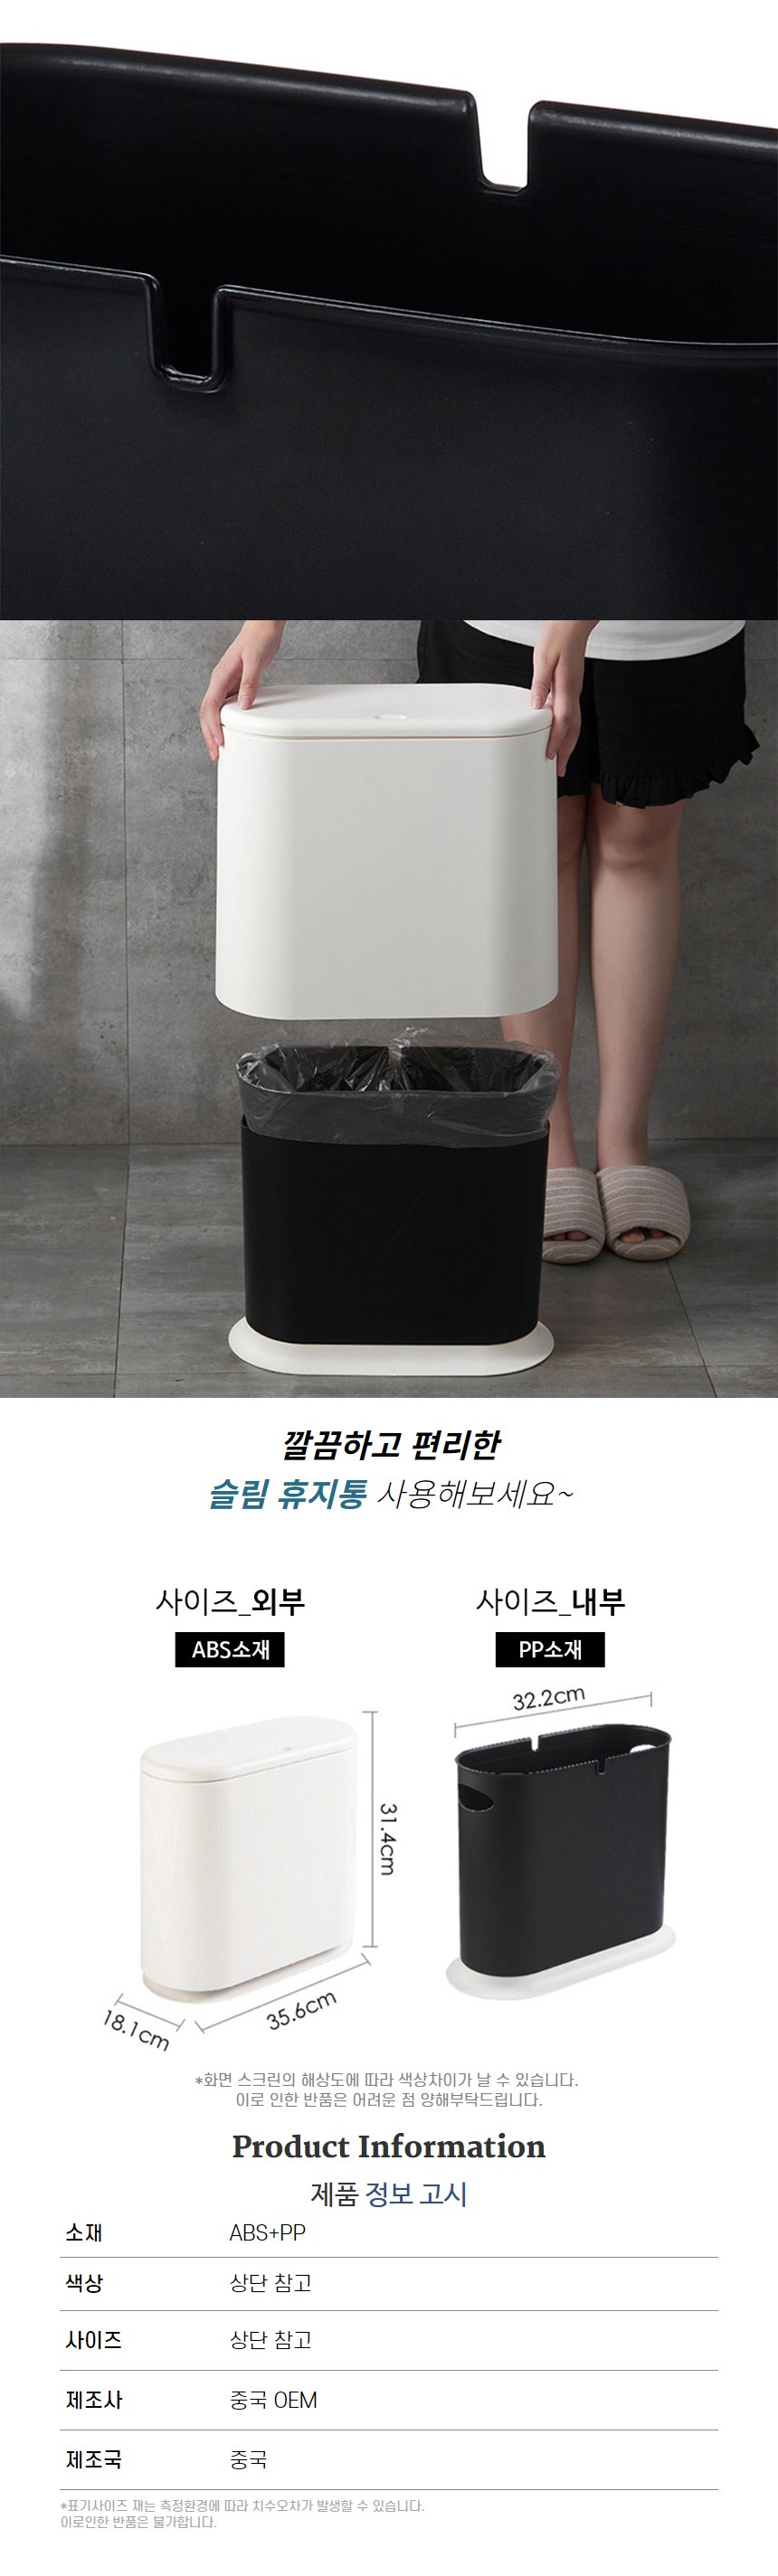 깔끔하고 편리한
슬림 휴지통 사용해보세요~
사이즈_외부
ABS소재
사이즈_내부
PP소재
32.2cm
31.4cm
18.1cm
35.6cm
*화면 스크린의 해상도에 따라 색상차이가 날 수 있습니다.
이로 인한 반품은 어려운 점 양해부탁드립니다.
Product Information
제품 정보 고시
소재 ABS+PP
색상 상단 참고
사이즈 상단 참고
제조사 중국 OEM
제조국 중국
*표기사이즈 재는 측정환경에 따라 치수오차가 발생할 수 있습니다.
이로인한 반품은 불가합니다.